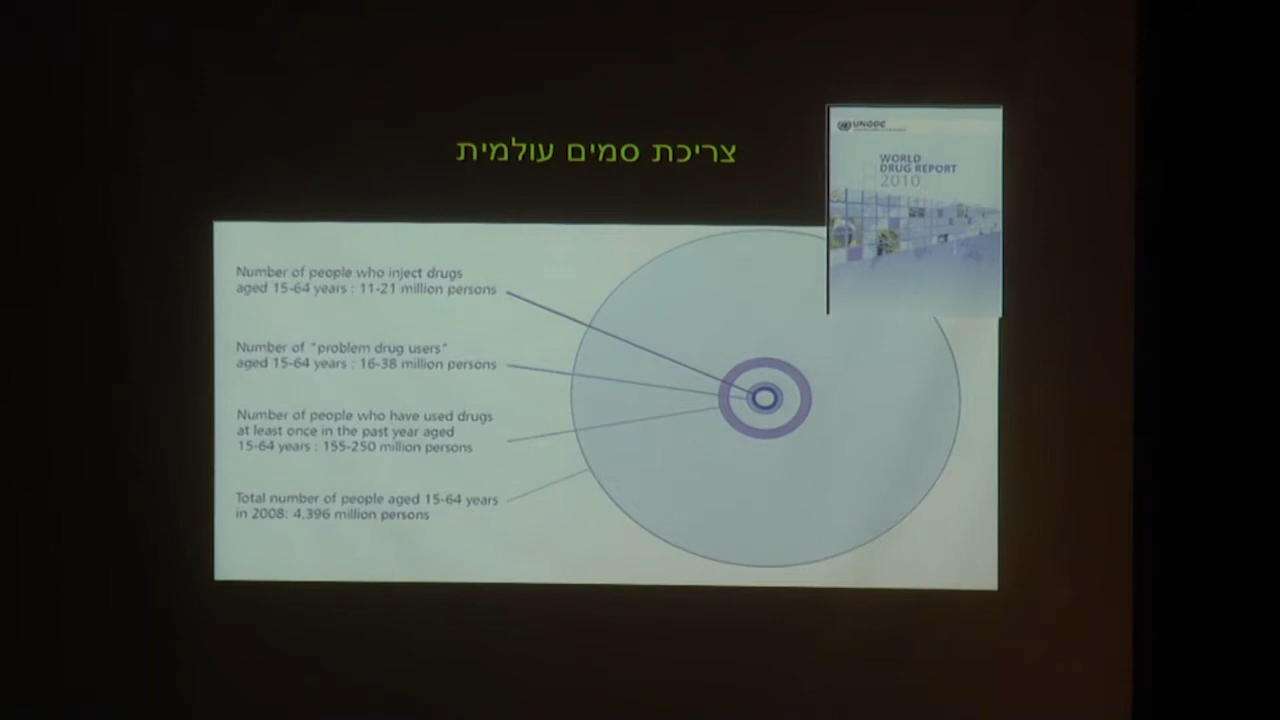 צריכת סמים עולמית
UNODC
WORLD
DRUG REPORT
2010
Number of people who inject drugs
aged 15-64 years : 11-21 million persons
Number of "problem drug users"
aged 15-64 years : 16-38 million persons
Number of people who have used drugs
at least once in the past year aged
15-64 years : 155-250 million persons
Total number of people aged 15-64 years
in 2008: 4,396 million persons